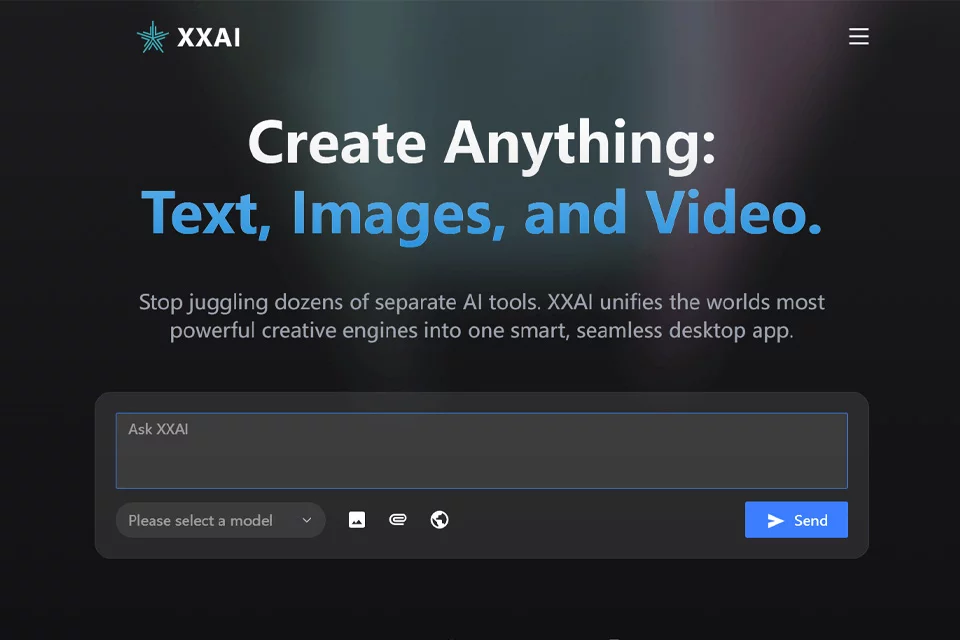 XXAI
Create Anything:
Text, Images, and Video.
Stop juggling dozens of separate AI tools. XXAI unifies the worlds most
powerful creative engines into one smart, seamless desktop app.
Ask XXAI
Please select a model
Send